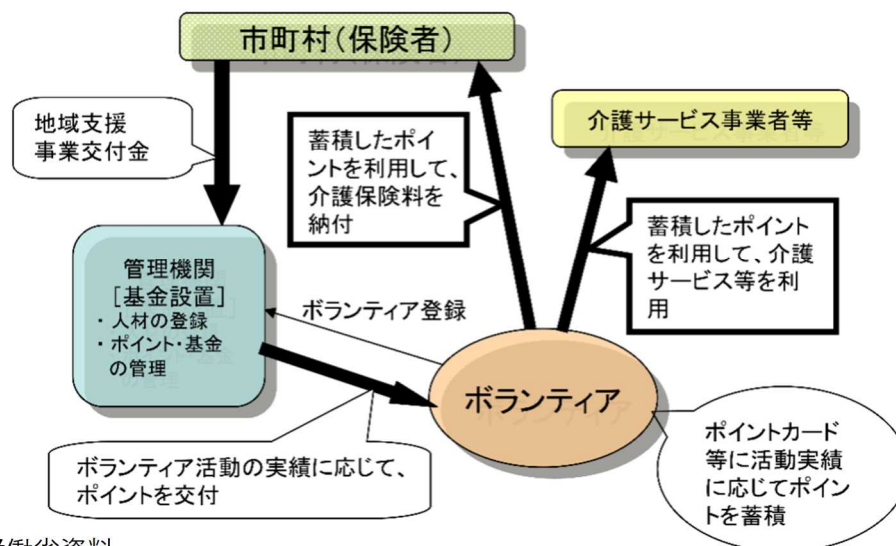 市町村(保険者)
地域支援
事業交付金
蓄積したポ
イントを利用して、
介護保険料を
納付
介護サービス事業者等
蓄積したポイント
を利用して、介護
サービス等を利
用
管理機関
[基金設置]
・人材の登録
・ポイント・基金
の管理
ボランティア登録
ボランティア
ボランティア活動の実績に応じて、
ポイントを交付
ポイントカード
等に活動実績
に応じてポイン
トを蓄積
労働省資料